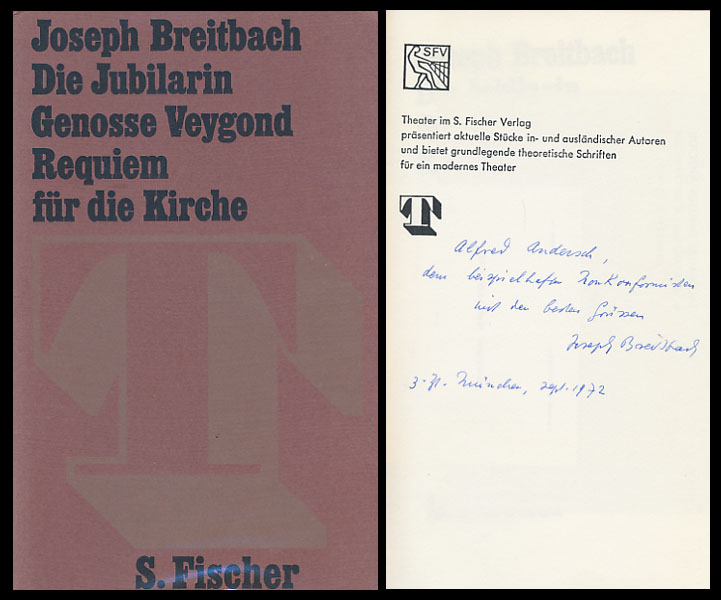 Joseph Breitbach
Die Jubilarin
Genosse Veygond
Requiem
für die Kirche
T
S. Fischer
SFV
Theater im S. Fischer Verlag
präsentiert aktuelle Stücke in- und ausländischer Autoren
und bietet grundlegende theoretische Schriften
für ein modernes Theater
T
Alfred Andersch,
dem beispielhaften Nonkonformisten
mit den besten Grüssen
Joseph Breitbach
z. Zt. München, sept. 1972